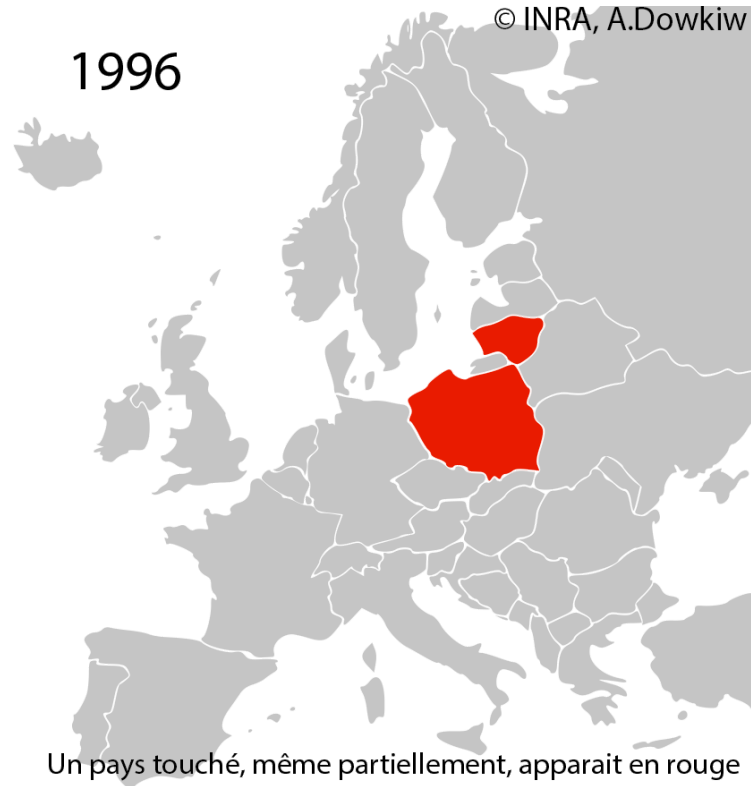 © INRA, A.Dowkiw
1996
Un pays touché, même partiellement, apparait en rouge